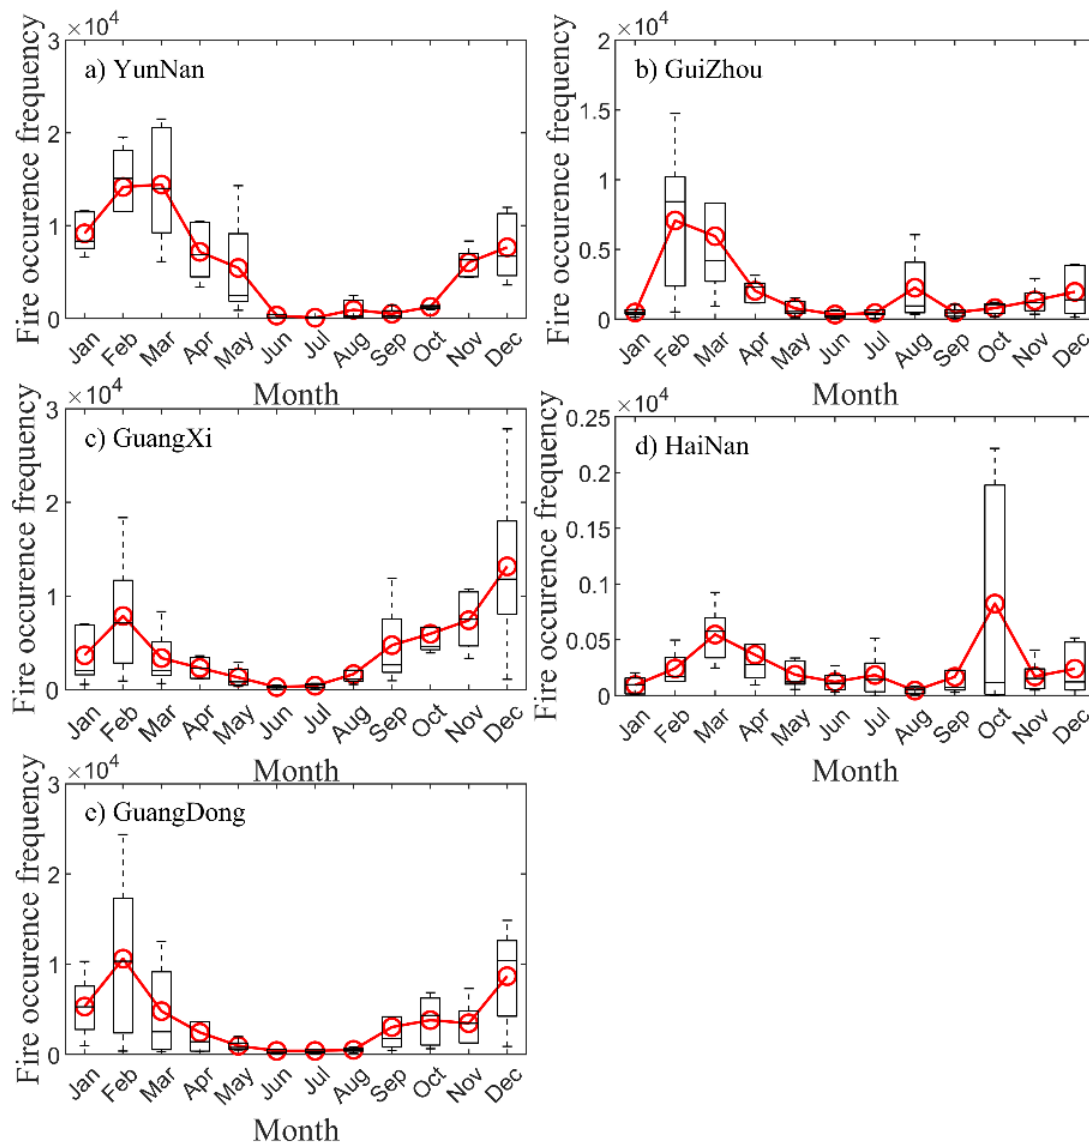 ×10⁴
3
2
1
0
Fire occurence frequency
a) YunNan
Jan Feb Mar Apr May Jun Jul Aug Sep Oct Nov Dec
Month
×10⁴
2
1.5
1
0.5
0
Fire occurence frequency
b) GuiZhou
Jan Feb Mar Apr May Jun Jul Aug Sep Oct Nov Dec
Month
×10⁴
3
2
1
0
Fire occurence frequency
c) GuangXi
Jan Feb Mar Apr May Jun Jul Aug Sep Oct Nov Dec
Month
×10⁴
0.25
0.2
0.15
0.1
0.05
0
Fire occurence frequency
d) HaiNan
Jan Feb Mar Apr May Jun Jul Aug Sep Oct Nov Dec
Month
×10⁴
3
2
1
0
Fire occurence frequency
e) GuangDong
Jan Feb Mar Apr May Jun Jul Aug Sep Oct Nov Dec
Month